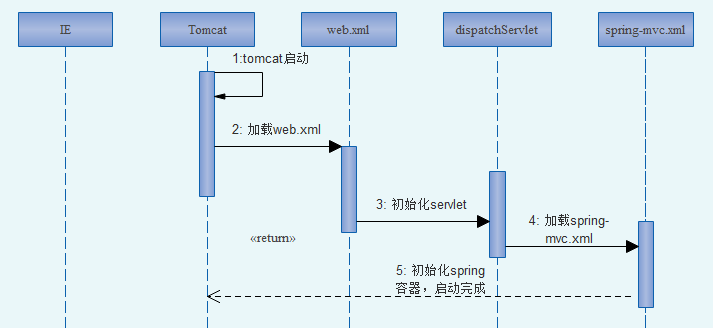 IE
Tomcat
web.xml
dispatchServlet
spring-mvc.xml
1:tomcat启动
2: 加载web.xml
3: 初始化servlet
4: 加载spring-
mvc.xml
«return»
5: 初始化spring
容器，启动完成